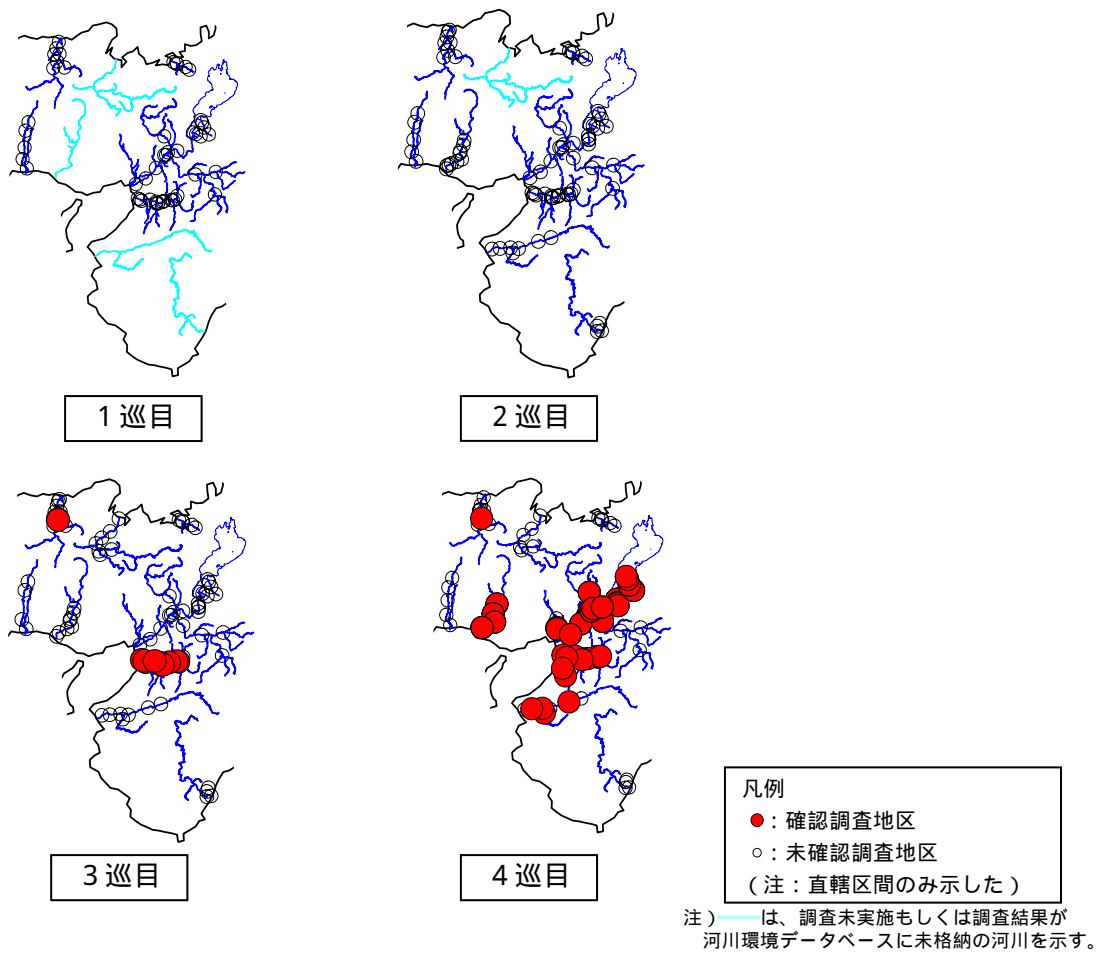 1巡目
2巡目
3巡目
4巡目
凡例
●：確認調査地区
○：未確認調査地区
（注：直轄区間のみ示した）
注）──は、調査未実施もしくは調査結果が
河川環境データベースに未格納の河川を示す。